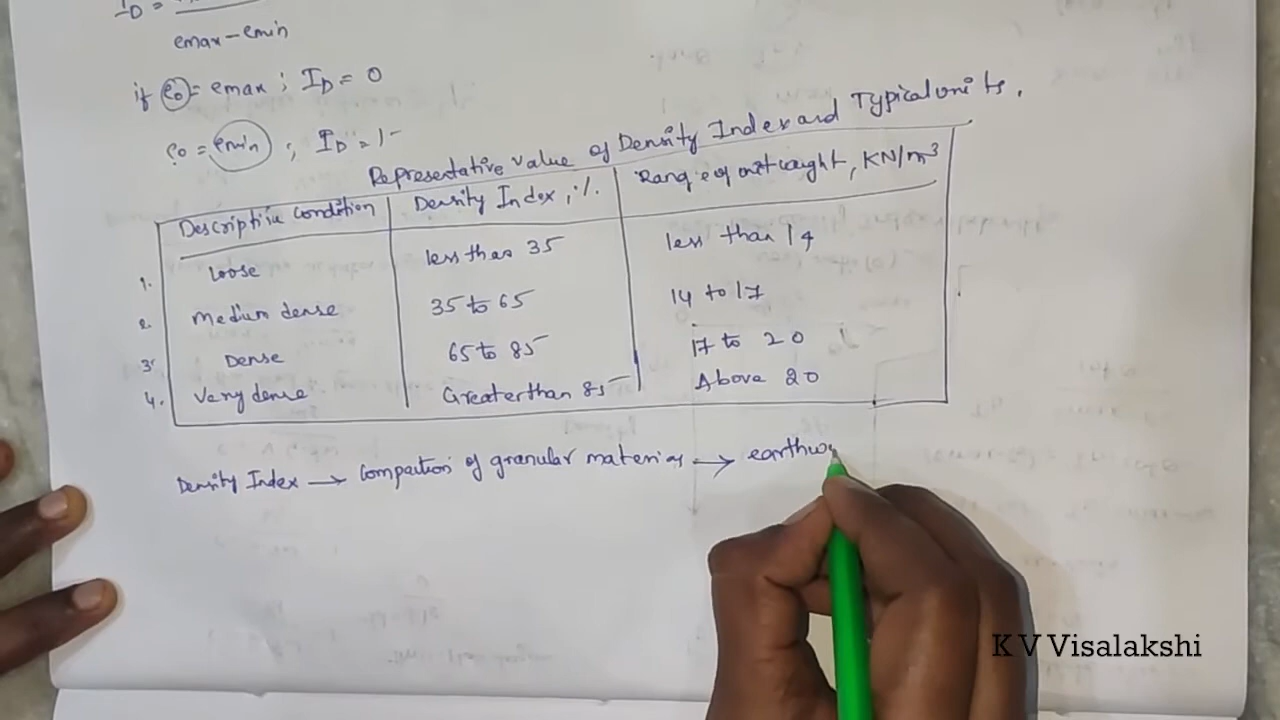 ID =
emax - emin
if e0 = emax ; ID = 0
e0 = emin ; ID = 1
Representative value of Density Index and Typical units.
Descriptive condition Density Index, % Range of unit weight, KN/m³
1. Loose less than 35 less than 14
2. Medium dense 35 to 65 14 to 17
3. Dense 65 to 85 17 to 20
4. Very dense Greater than 85 Above 20
Density Index → Compaction of granular materials → earthwo
K V Visalakshi